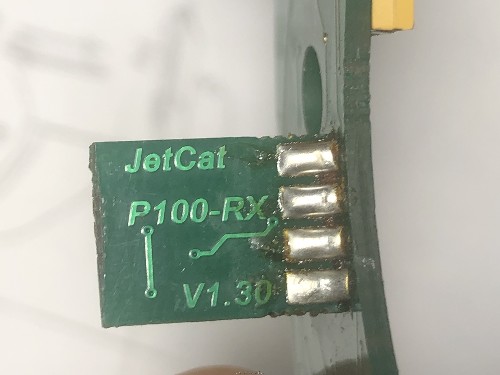 JetCat
P100-RX
V1.30